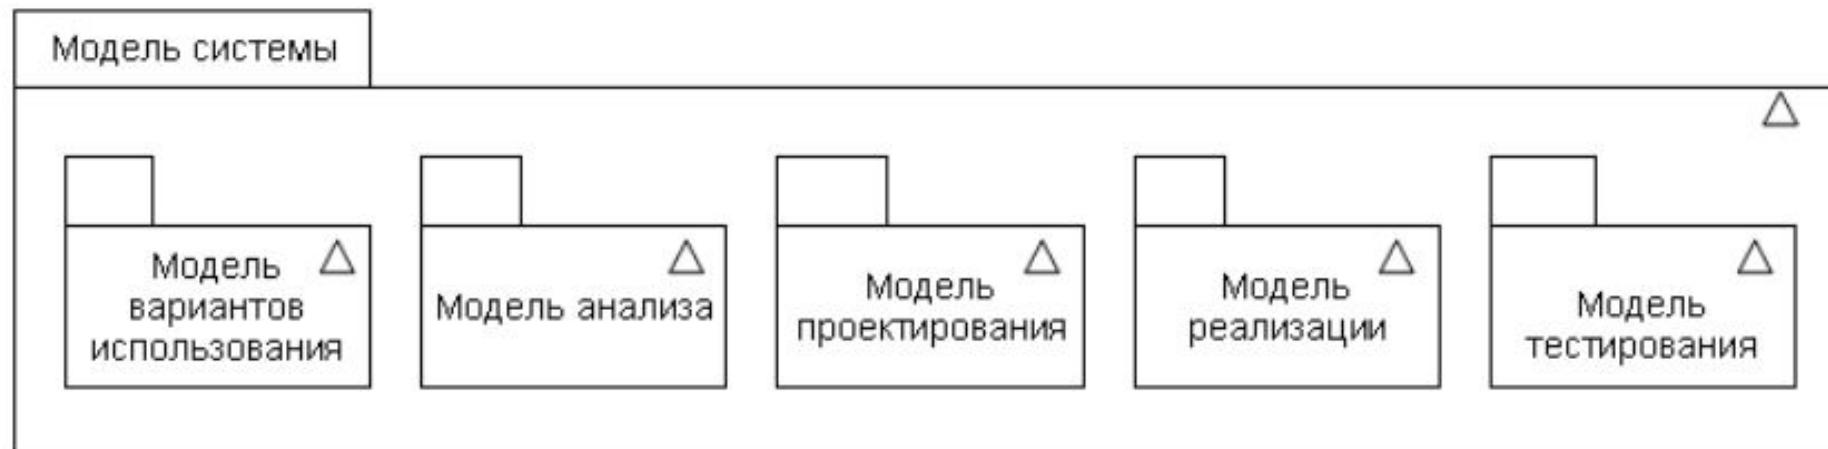 Модель системы
Модель
вариантов
использования
Модель анализа
Модель
проектирования
Модель
реализации
Модель
тестирования